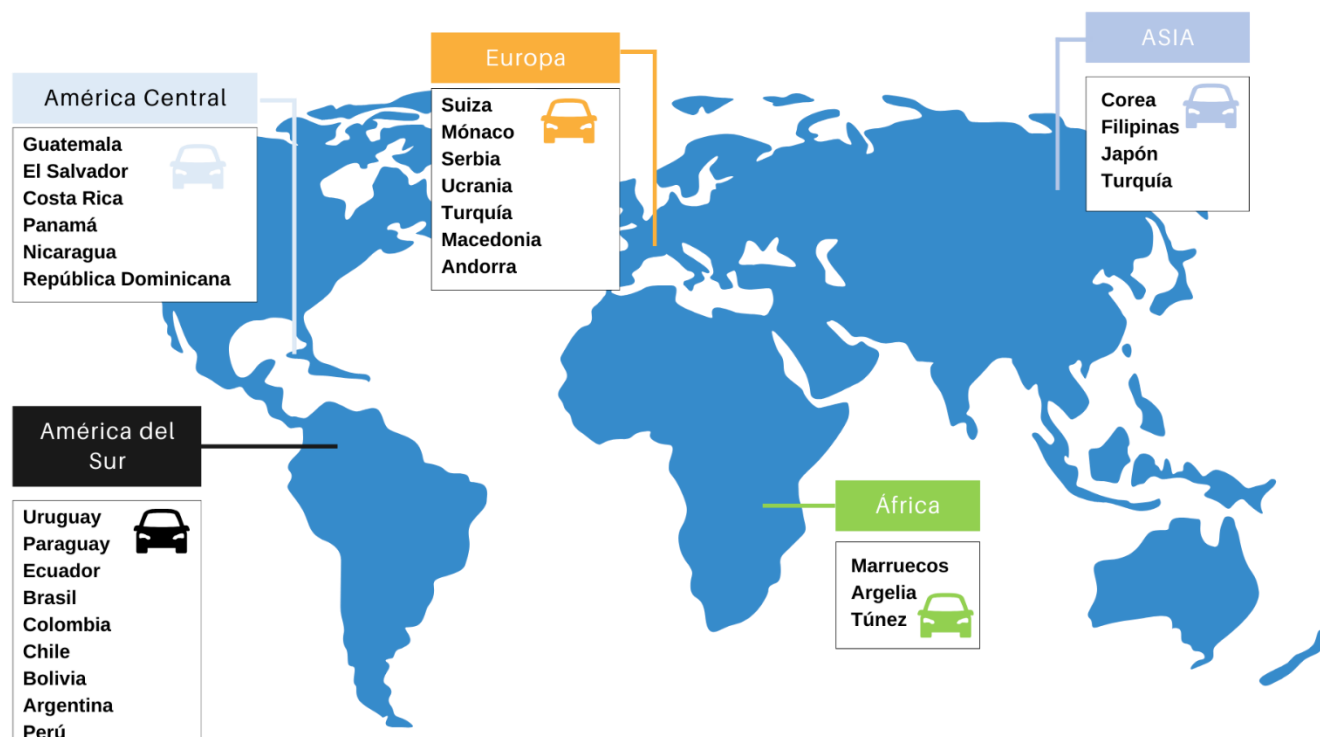 América Central
Guatemala
El Salvador
Costa Rica
Panamá
Nicaragua
República Dominicana
Europa
Suiza
Mónaco
Serbia
Ucrania
Turquía
Macedonia
Andorra
ASIA
Corea
Filipinas
Japón
Turquía
América del
Sur
Uruguay
Paraguay
Ecuador
Brasil
Colombia
Chile
Bolivia
Argentina
Perú
África
Marruecos
Argelia
Túnez